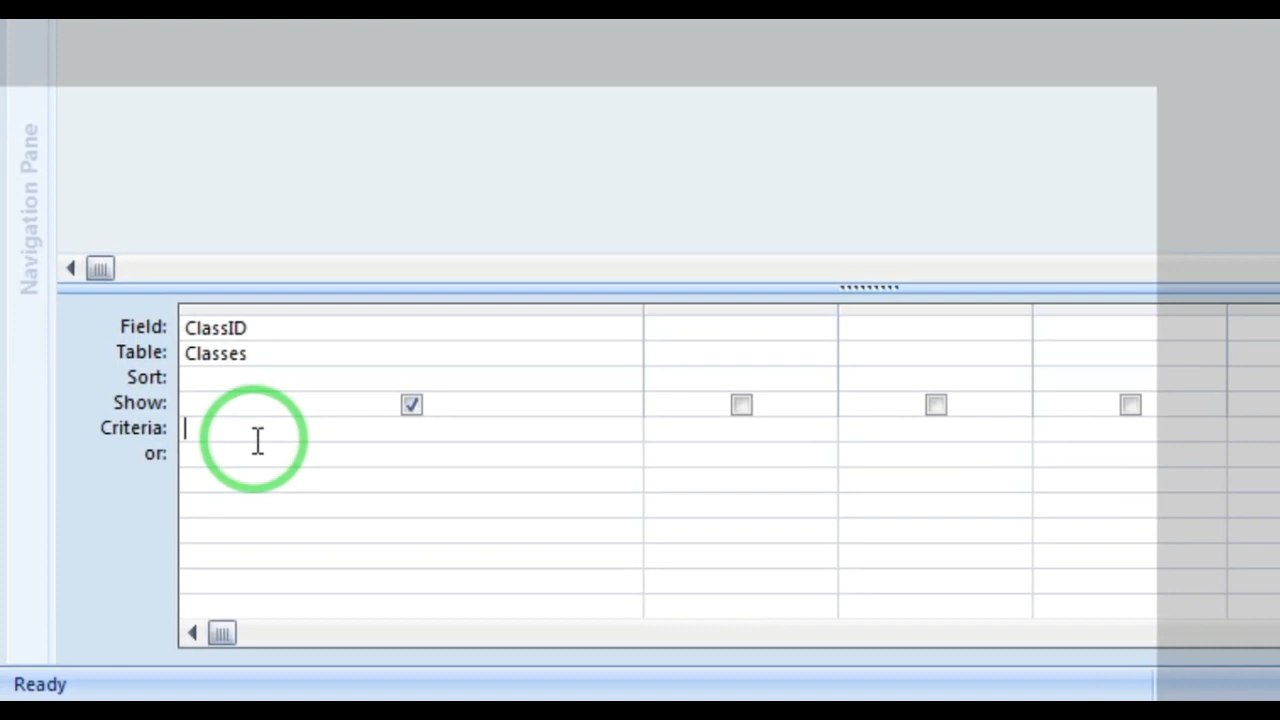 Navigation Pane
Field: ClassID
Table: Classes
Sort:
Show:
Criteria:
or:
Ready